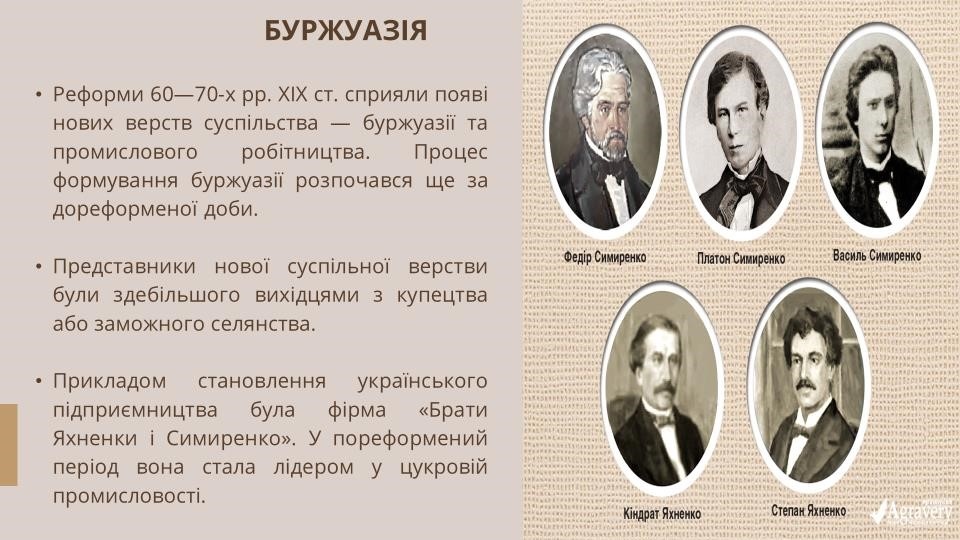 БУРЖУАЗІЯ
• Реформи 60—70-х рр. XIX ст. сприяли появі
нових верств суспільства — буржуазії та
промислового робітництва. Процес
формування буржуазії розпочався ще за
дореформеної доби.
• Представники нової суспільної верстви
були здебільшого вихідцями з купецтва
або заможного селянства.
• Прикладом становлення українського
підприємництва була фірма «Брати
Яхненки і Симиренко». У пореформений
період вона стала лідером у цукровій
промисловості.
Федір Симиренко
Платон Симиренко
Василь Симиренко
Кіндрат Яхненко
Степан Яхненко
Agravery